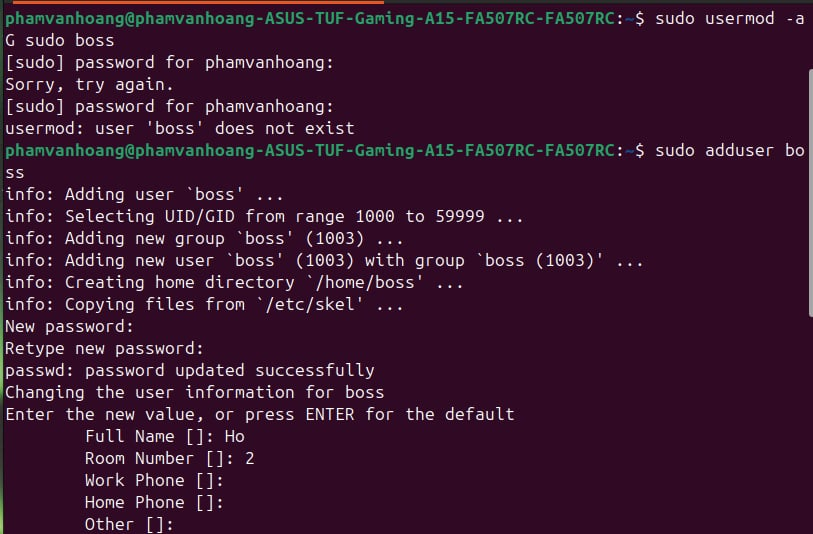 phamvanhoang@phamvanhoang-ASUS-TUF-Gaming-A15-FA507RC-FA507RC:~$ sudo usermod -a
G sudo boss
[sudo] password for phamvanhoang:
Sorry, try again.
[sudo] password for phamvanhoang:
usermod: user 'boss' does not exist
phamvanhoang@phamvanhoang-ASUS-TUF-Gaming-A15-FA507RC-FA507RC:~$ sudo adduser bo
ss
info: Adding user `boss' ...
info: Selecting UID/GID from range 1000 to 59999 ...
info: Adding new group `boss' (1003) ...
info: Adding new user `boss' (1003) with group `boss (1003)' ...
info: Creating home directory `/home/boss' ...
info: Copying files from `/etc/skel' ...
New password:
Retype new password:
passwd: password updated successfully
Changing the user information for boss
Enter the new value, or press ENTER for the default
        Full Name []: Ho
        Room Number []: 2
        Work Phone []:
        Home Phone []:
        Other []: